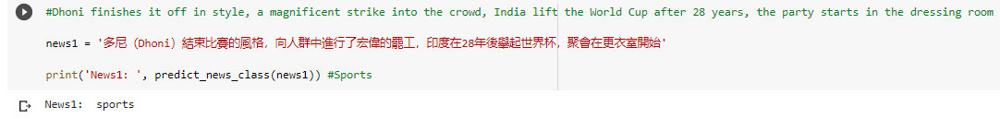 #Dhoni finishes it off in style, a magnificent strike into the crowd, India lift the World Cup after 28 years, the party starts in the dressing room
news1 = '多尼（Dhoni）結束比賽的風格，向人群中進行了宏偉的罷工，印度在28年後舉起世界杯，聚會在更衣室開始'
print('News1: ', predict_news_class(news1)) #Sports
News1:  sports